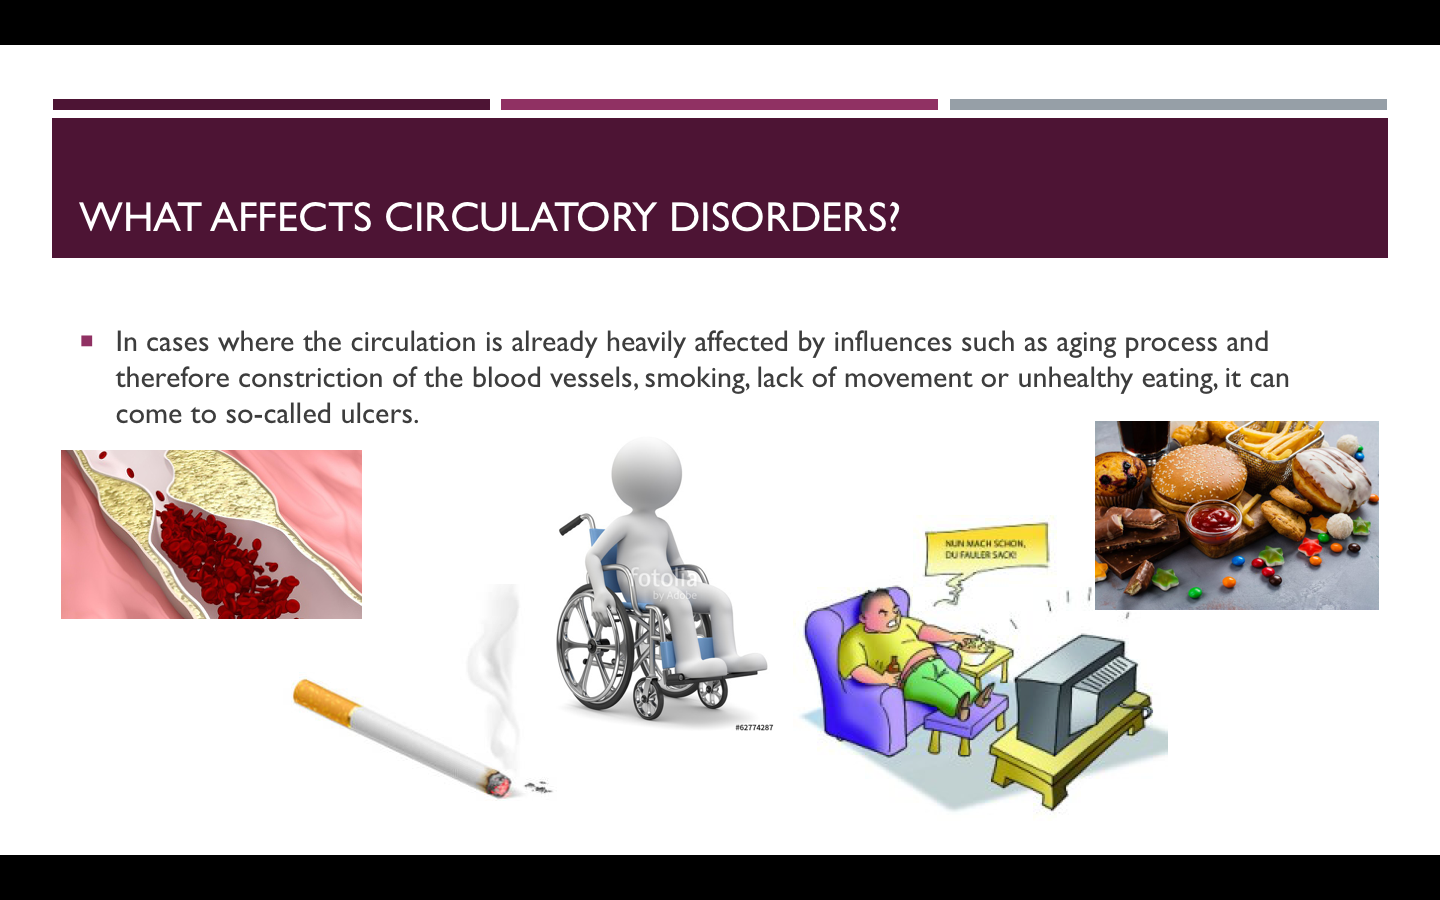 WHAT AFFECTS CIRCULATORY DISORDERS?
In cases where the circulation is already heavily affected by influences such as aging process and
therefore constriction of the blood vessels, smoking, lack of movement or unhealthy eating, it can
come to so-called ulcers.
fotolia
by Adobe
NUN MACH SCHON,
DU FAULER SACK!
#62774287